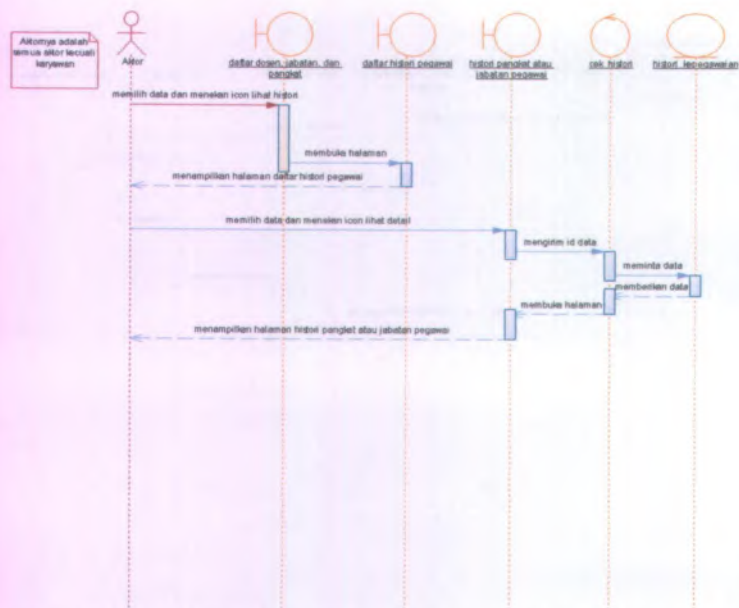 Aktornya adalah
semua aktor kecuali
karyawan
Aktor
daftar dosen, jabatan, dan
pangkat
daftar histori pegawai
histori pangkat atau
jabatan pegawai
cek histori
histori_kepegawaian
memilih data dan menekan icon lihat histori
membuka halaman
menampilkan halaman daftar histori pegawai
memilih data dan menekan icon lihat detail
mengirim id data
meminta data
memberikan data
membuka halaman
menampilkan halaman histori pangkat atau jabatan pegawai